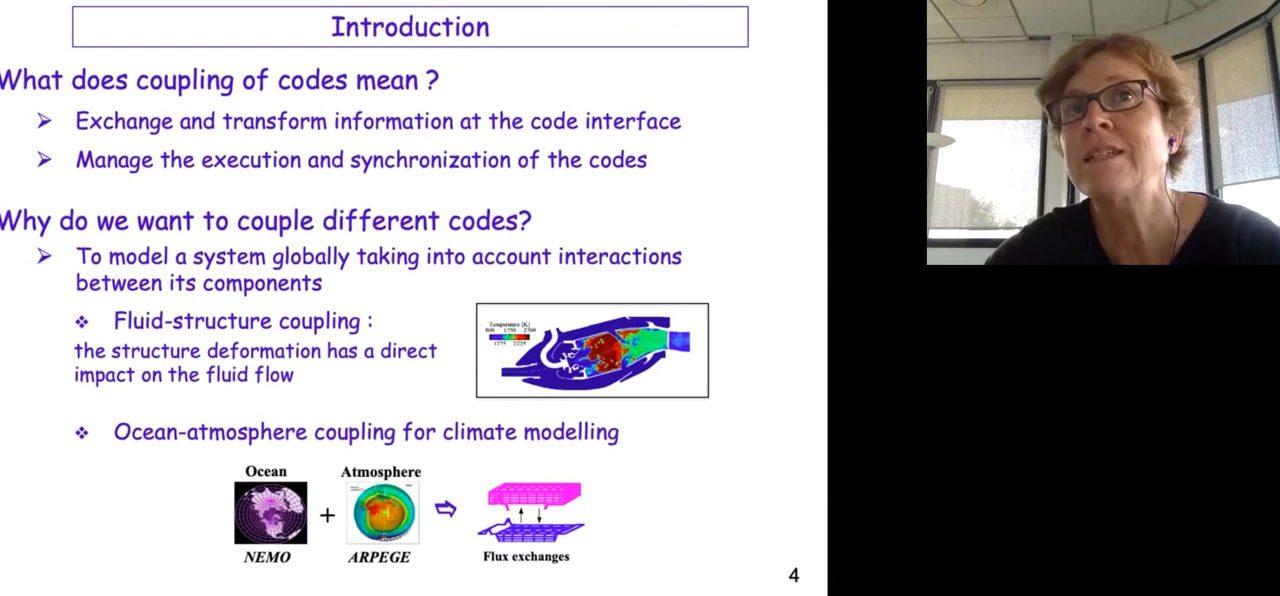 Introduction
What does coupling of codes mean ?
Exchange and transform information at the code interface
Manage the execution and synchronization of the codes
Why do we want to couple different codes?
To model a system globally taking into account interactions
between its components
Fluid-structure coupling :
the structure deformation has a direct
impact on the fluid flow
Temperature [K]
800 1750 2700
1275 2225
Ocean-atmosphere coupling for climate modelling
Ocean Atmosphere
+
NEMO ARPEGE Flux exchanges
4